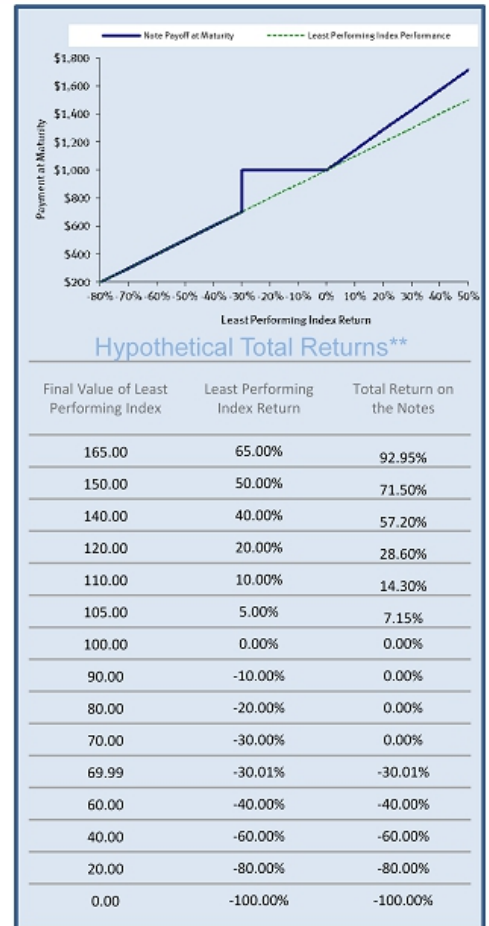 Note Payoff at Maturity Least Performing Index Performance
Payment at Maturity
$1,800
$1,600
$1,400
$1,200
$1,000
$800
$600
$400
$200
-80% -70% -60% -50% -40% -30% -20% -10% 0% 10% 20% 30% 40% 50%
Least Performing Index Return
Hypothetical Total Returns**
Final Value of Least Performing Index Least Performing Index Return Total Return on the Notes
165.00 65.00% 92.95%
150.00 50.00% 71.50%
140.00 40.00% 57.20%
120.00 20.00% 28.60%
110.00 10.00% 14.30%
105.00 5.00% 7.15%
100.00 0.00% 0.00%
90.00 -10.00% 0.00%
80.00 -20.00% 0.00%
70.00 -30.00% 0.00%
69.99 -30.01% -30.01%
60.00 -40.00% -40.00%
40.00 -60.00% -60.00%
20.00 -80.00% -80.00%
0.00 -100.00% -100.00%